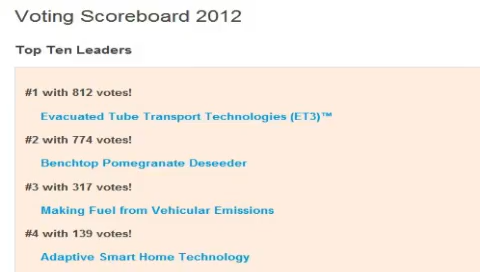 Voting Scoreboard 2012
Top Ten Leaders
#1 with 812 votes!
Evacuated Tube Transport Technologies (ET3)™
#2 with 774 votes!
Benchtop Pomegranate Deseeder
#3 with 317 votes!
Making Fuel from Vehicular Emissions
#4 with 139 votes!
Adaptive Smart Home Technology